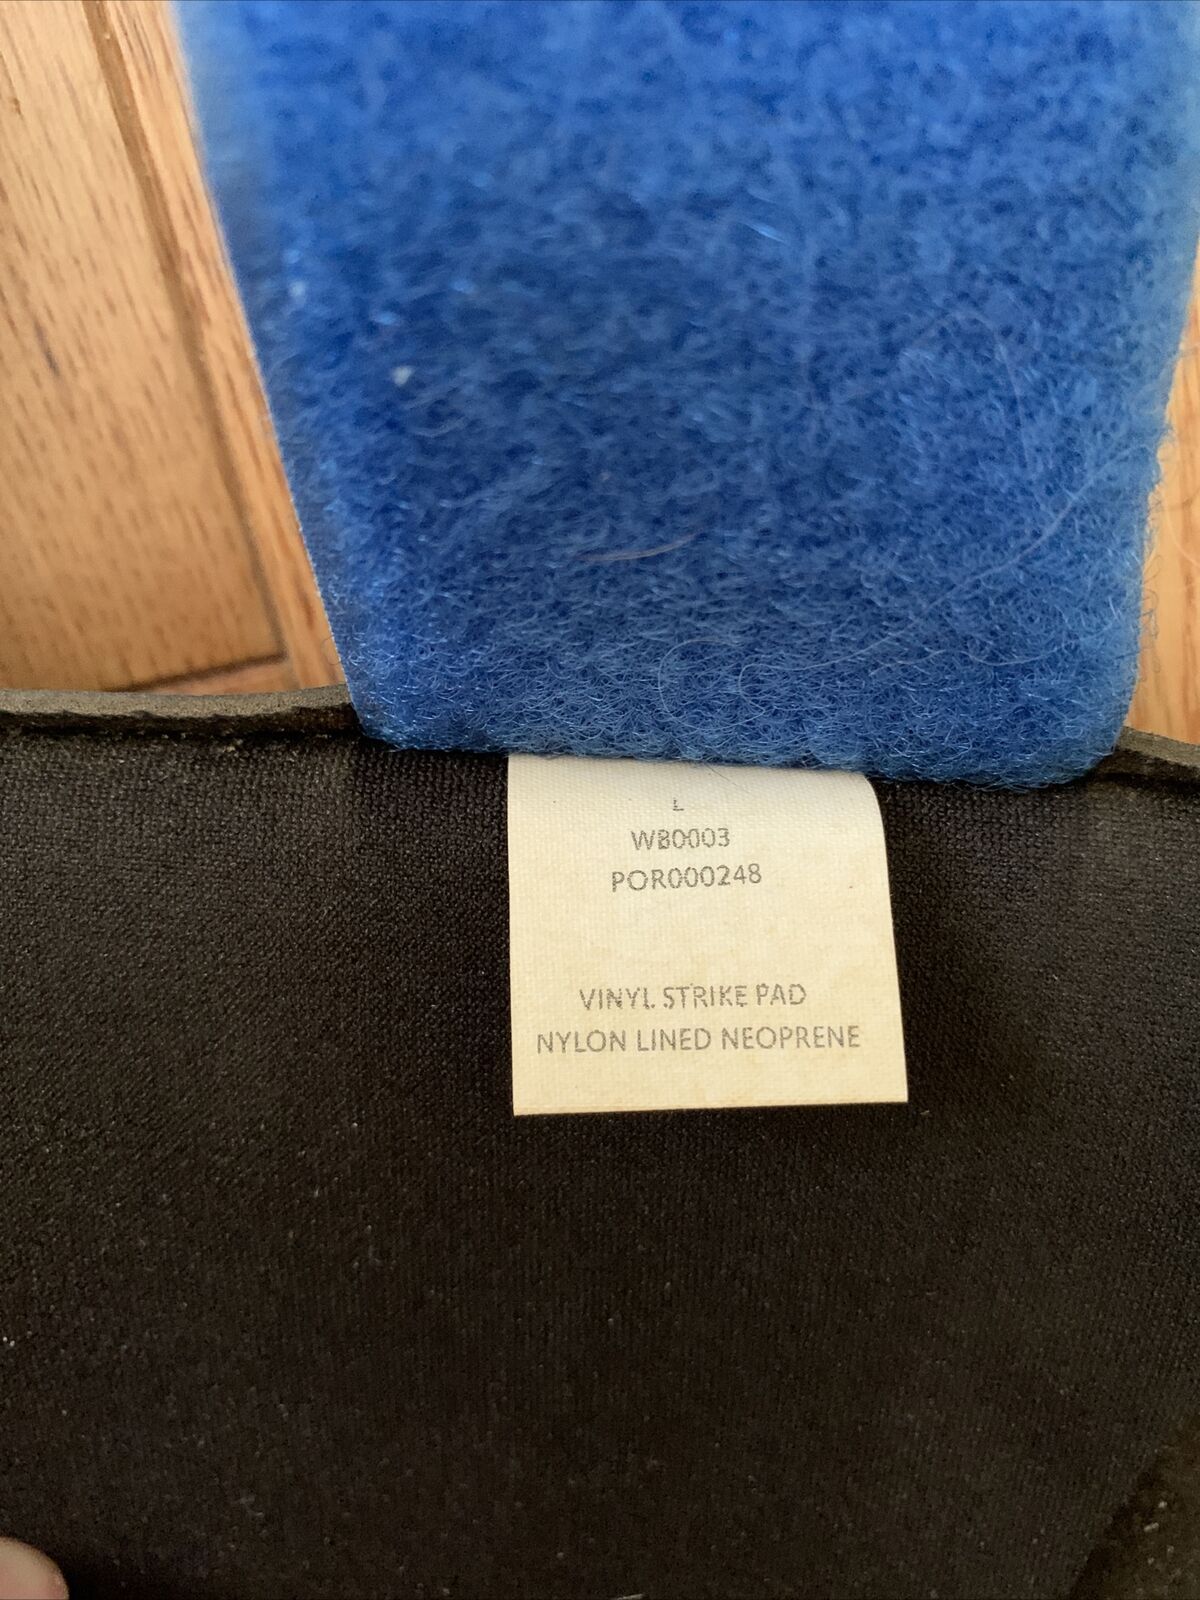 L
WB0003
POR000248
VINYL STRIKE PAD
NYLON LINED NEOPRENE